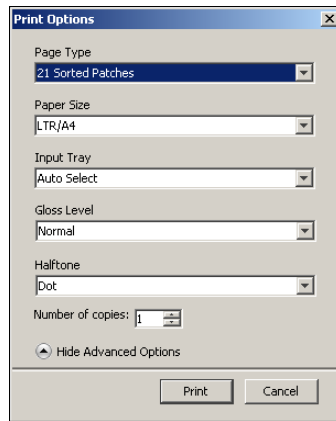 Print Options
Page Type
21 Sorted Patches
Paper Size
LTR/A4
Input Tray
Auto Select
Gloss Level
Normal
Halftone
Dot
Number of copies: 1
Hide Advanced Options
Print Cancel